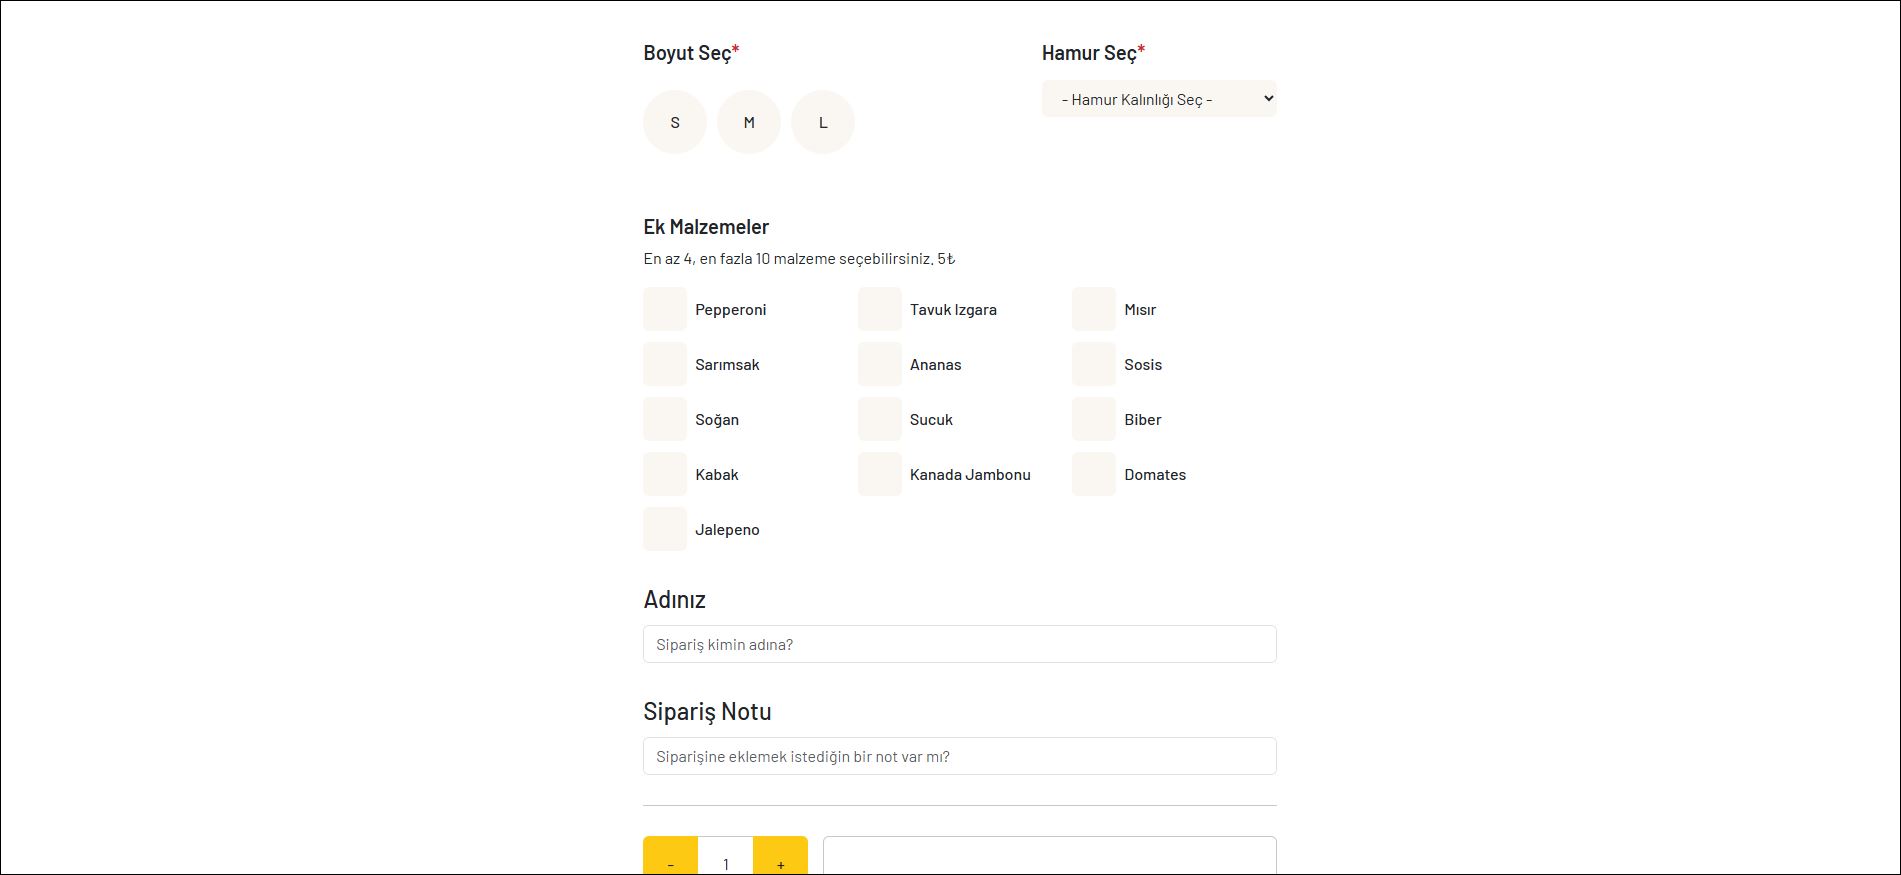 Boyut Seç*
Hamur Seç*
- Hamur Kalınlığı Seç -
S M L
Ek Malzemeler
En az 4, en fazla 10 malzeme seçebilirsiniz. 5₺
Pepperoni Tavuk Izgara Mısır
Sarımsak Ananas Sosis
Soğan Sucuk Biber
Kabak Kanada Jambonu Domates
Jalepeno
Adınız
Sipariş kimin adına?
Sipariş Notu
Siparişine eklemek istediğin bir not var mı?
- 1 +